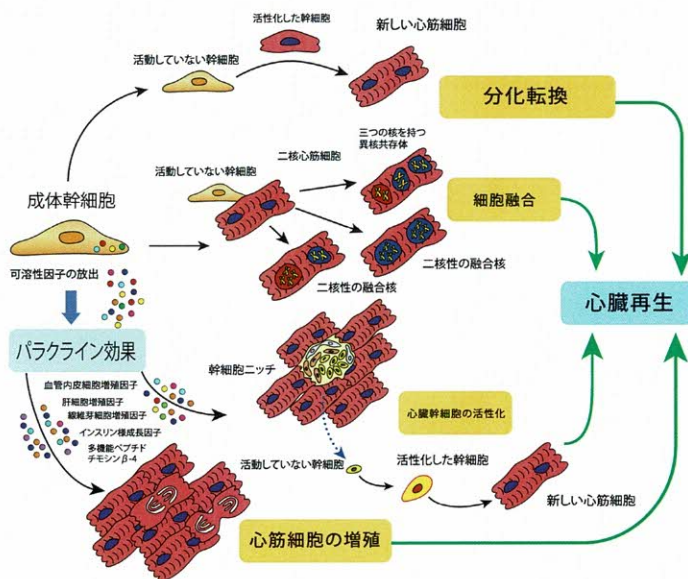 活性化した幹細胞
新しい心筋細胞
活動していない幹細胞
分化転換
三つの核を持つ
異核共存体
二核心筋細胞
活動していない幹細胞
成体幹細胞
細胞融合
可溶性因子の放出
二核性の融合核
二核性の融合核
心臓再生
パラクライン効果
幹細胞ニッチ
血管内皮細胞増殖因子
肝細胞増殖因子
線維芽細胞増殖因子
インスリン様成長因子
多機能ペプチド
チモシンβ-4
心臓幹細胞の活性化
活動していない幹細胞
活性化した幹細胞
新しい心筋細胞
心筋細胞の増殖